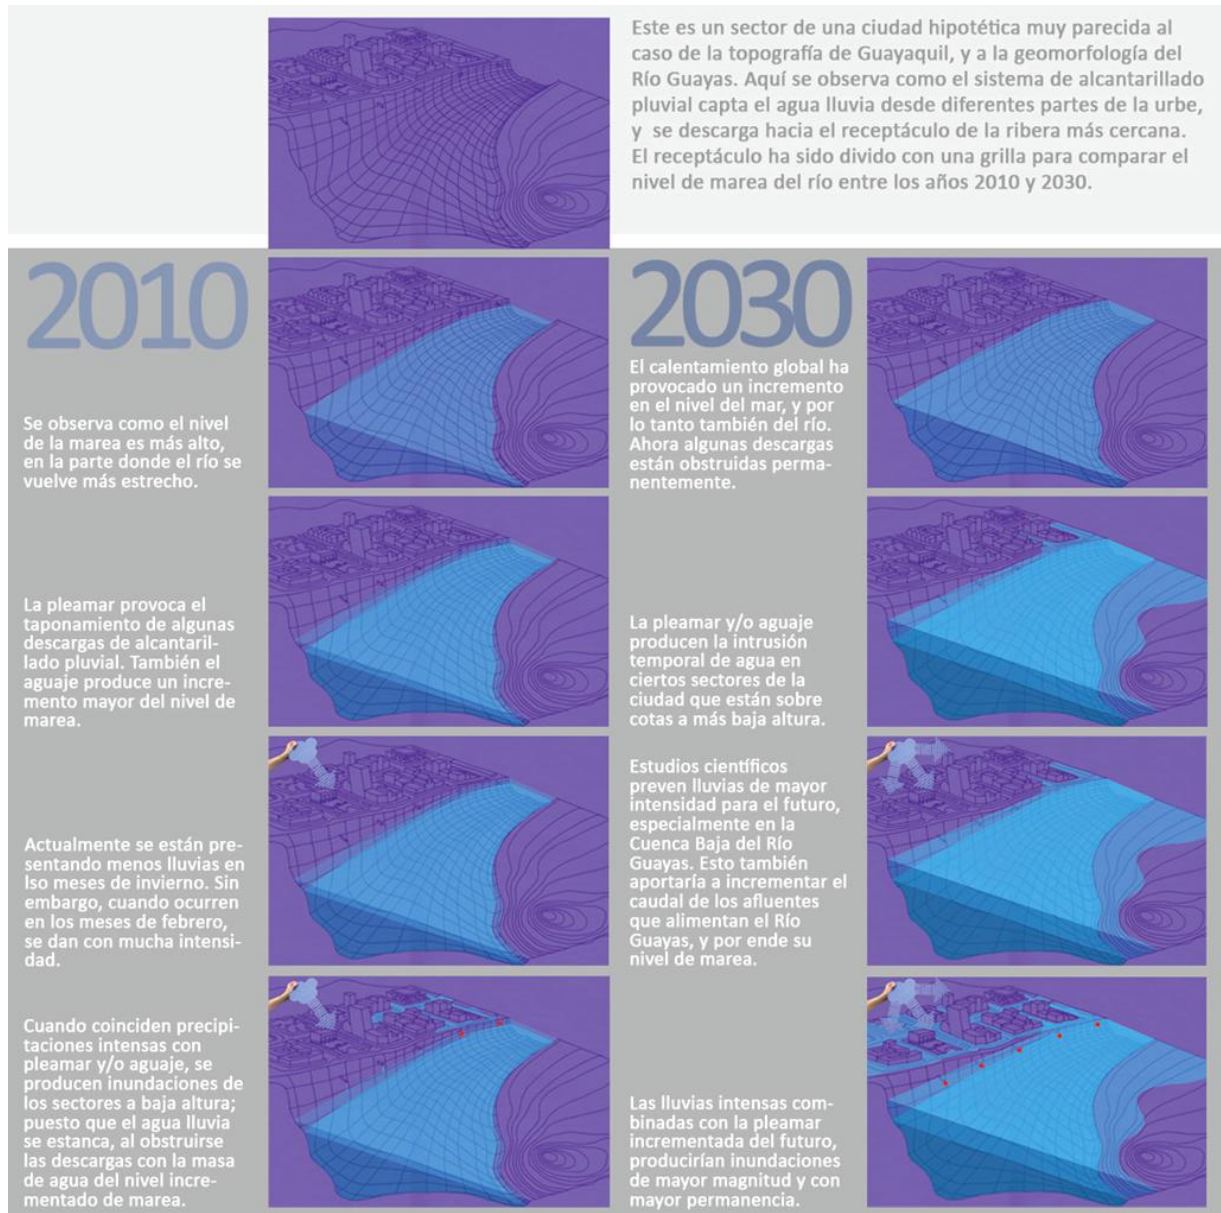 Este es un sector de una ciudad hipotética muy parecida al
caso de la topografía de Guayaquil, y a la geomorfología del
Río Guayas. Aquí se observa como el sistema de alcantarillado
pluvial capta el agua lluvia desde diferentes partes de la urbe,
y se descarga hacia el receptáculo de la ribera más cercana.
El receptáculo ha sido divido con una grilla para comparar el
nivel de marea del río entre los años 2010 y 2030.
2010
Se observa como el nivel
de la marea es más alto,
en la parte donde el río se
vuelve más estrecho.
La pleamar provoca el
taponamiento de algunas
descargas de alcantaril-
lado pluvial. También el
aguaje produce un incre-
mento mayor del nivel de
marea.
Actualmente se están pre-
sentando menos lluvias en
lso meses de invierno. Sin
embargo, cuando ocurren
en los meses de febrero,
se dan con mucha intensi-
dad.
Cuando coinciden precipi-
taciones intensas con
pleamar y/o aguaje, se
producen inundaciones de
los sectores a baja altura;
puesto que el agua lluvia
se estanca, al obstruirse
las descargas con la masa
de agua del nivel incre-
mentado de marea.
2030
El calentamiento global ha
provocado un incremento
en el nivel del mar, y por
lo tanto también del río.
Ahora algunas descargas
están obstruidas perma-
nentemente.
La pleamar y/o aguaje
producen la intrusión
temporal de agua en
ciertos sectores de la
ciudad que están sobre
cotas a más baja altura.
Estudios científicos
preven lluvias de mayor
intensidad para el futuro,
especialmente en la
Cuenca Baja del Río
Guayas. Esto también
aportaría a incrementar el
caudal de los afluentes
que alimentan el Río
Guayas, y por ende su
nivel de marea.
Las lluvias intensas com-
binadas con la pleamar
incrementada del futuro,
producirían inundaciones
de mayor magnitud y con
mayor permanencia.